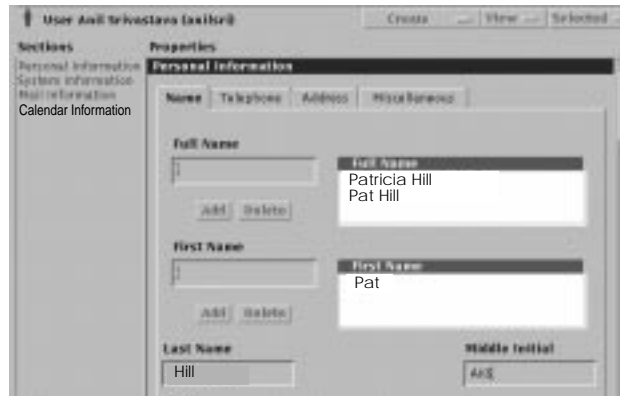 User Anil Srivastava (anilsri)
Create View Selected
Sections
Properties
Personal Information
System information
Mail information
Calendar Information
Personal Information
Name Telephone Address Miscellaneous
Full Name
Full Name
Patricia Hill
Pat Hill
Add Delete
First Name
First Name
Pat
Add Delete
Last Name
Middle Initial
Hill